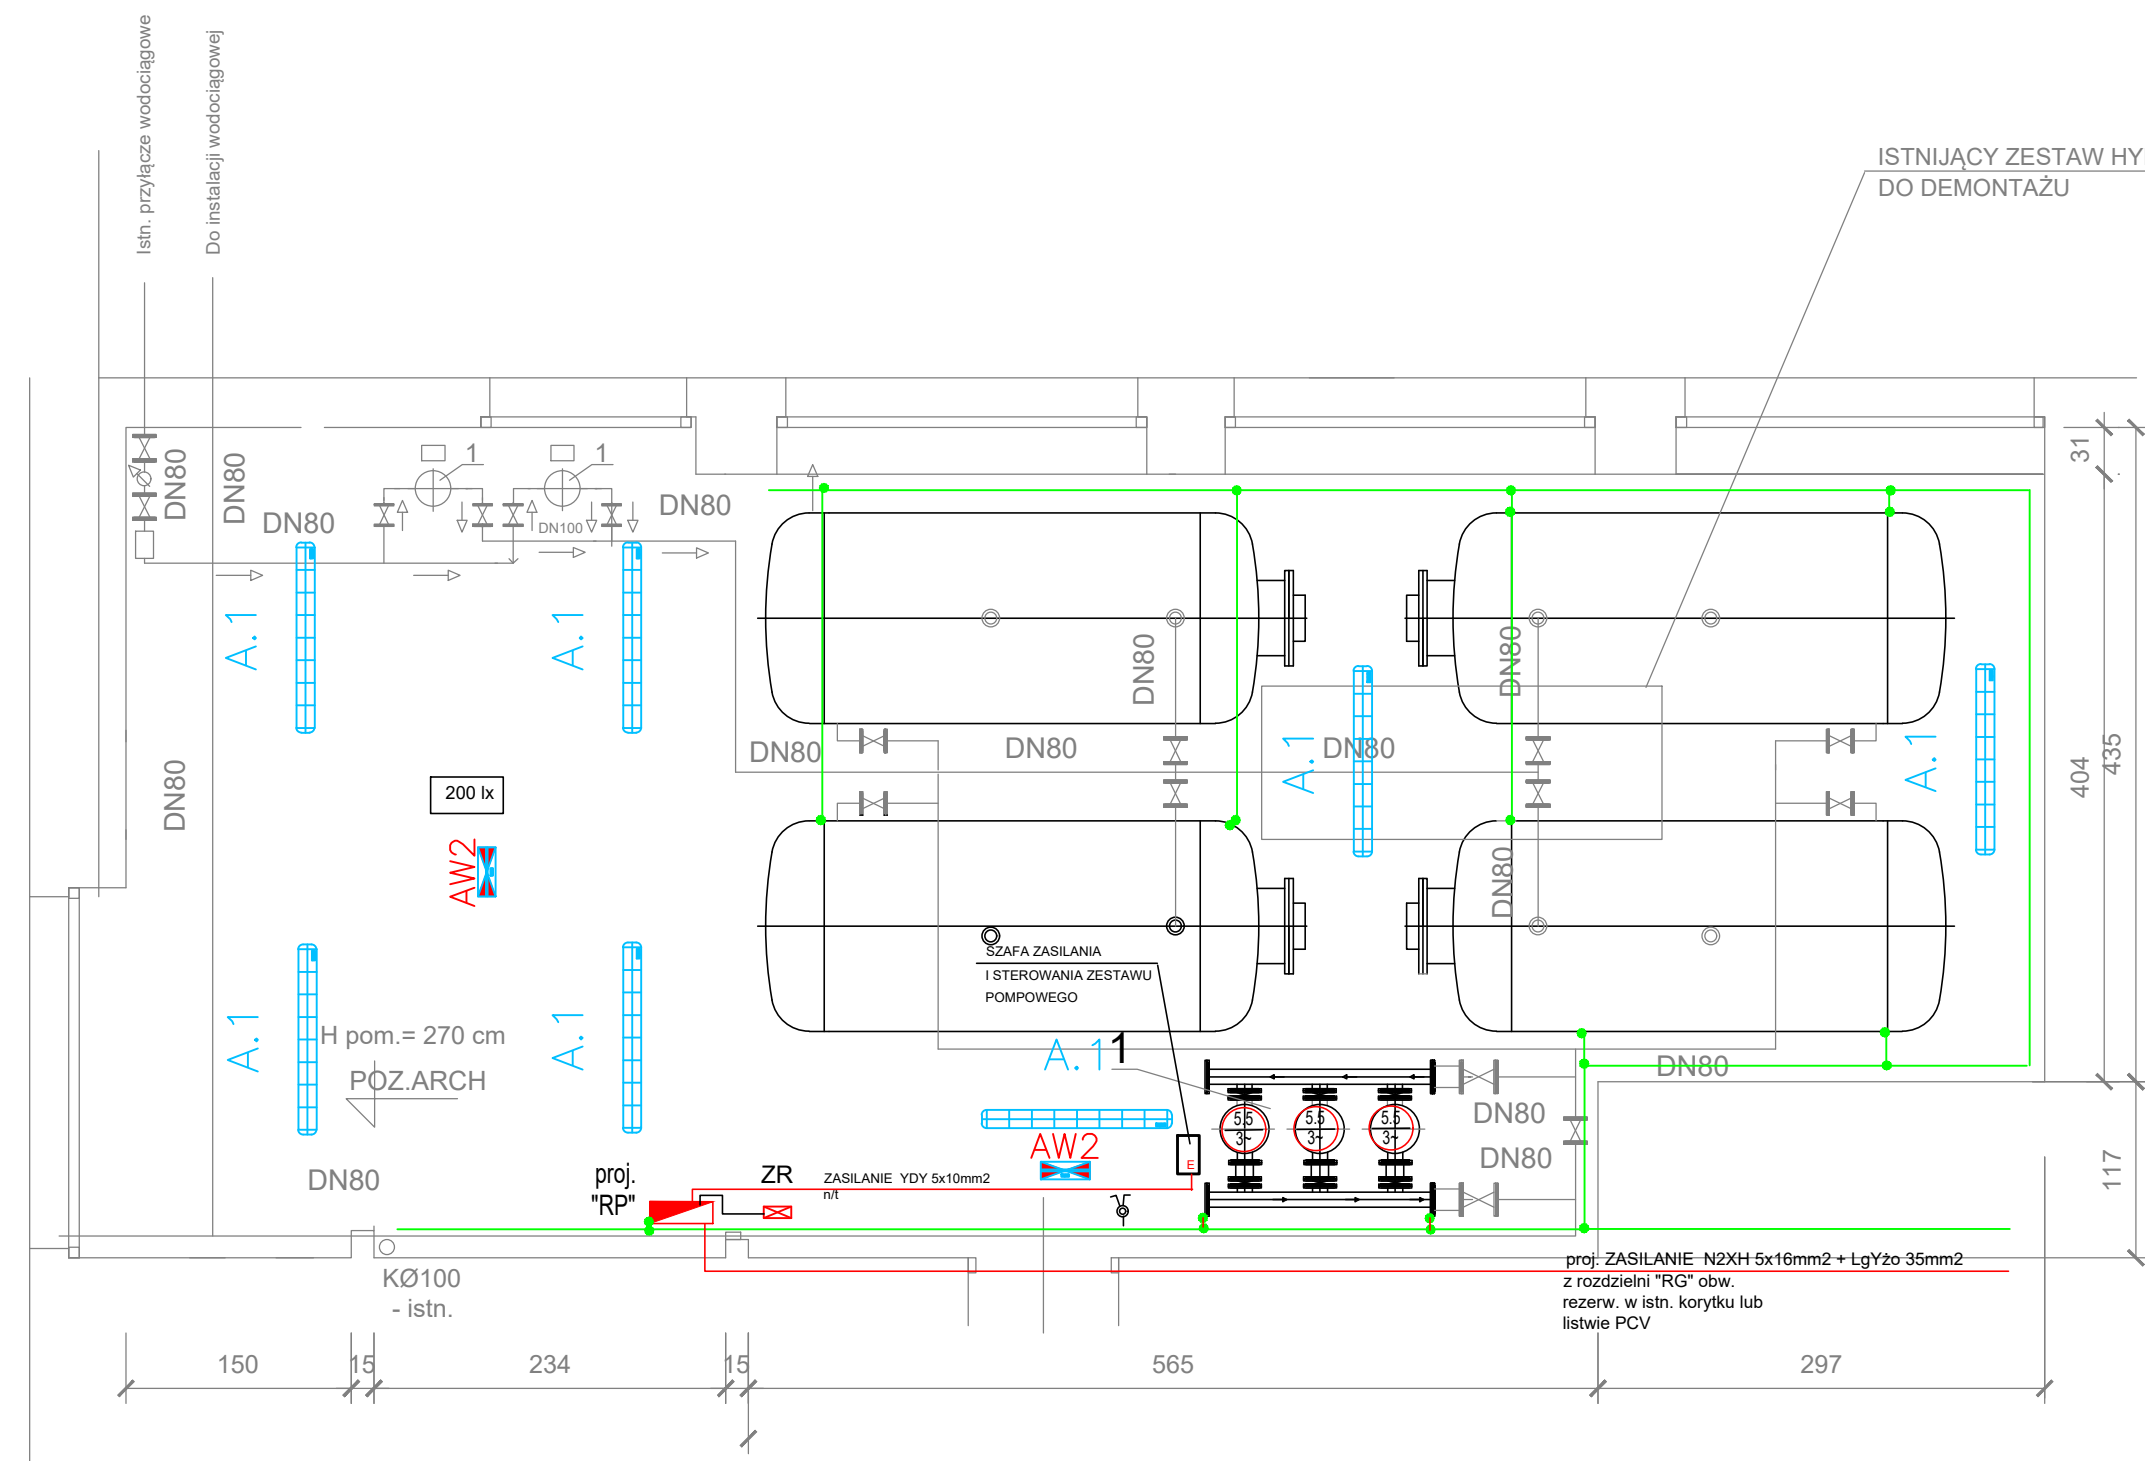 Istn. przyłącze wodociągowe
Do instalacji wodociągowej
ISTNIJĄCY ZESTAW HY
DO DEMONTAŻU
DN80
DN80
DN80
1
1
DN100
DN80
31
A.1
A.1
DN80
DN80
DN80
DN80
DN80
A.1
A.1
404
435
DN80
200 lx
AW2
DN80
SZAFA ZASILANIA
I STEROWANIA ZESTAWU
POMPOWEGO
A.1
H pom.= 270 cm
POZ.ARCH
A.1
A.1
1
DN80
DN80
DN80
5.5
3~
5.5
3~
5.5
3~
117
DN80
proj.
"RP"
ZR
ZASILANIE YDY 5x10mm2
n/t
AW2
E
KØ100
- istn.
proj. ZASILANIE N2XH 5x16mm2 + LgYżo 35mm2
z rozdzielni "RG" obw.
rezerw. w istn. korytku lub
listwie PCV
150
15
234
15
565
297